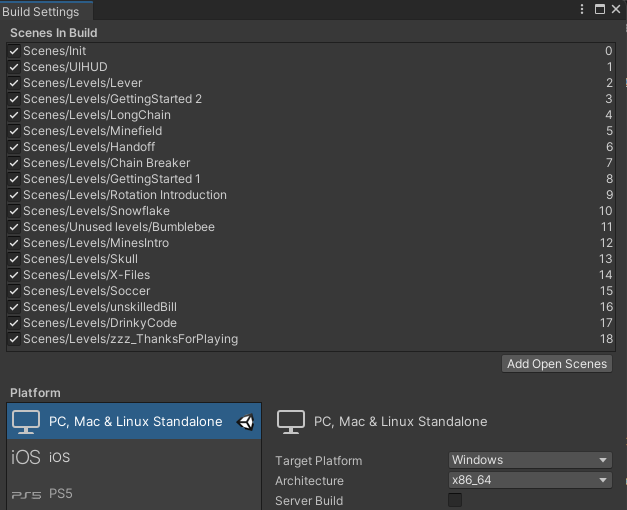 Build Settings
Scenes In Build
Scenes/Init 0
Scenes/UIHUD 1
Scenes/Levels/Lever 2
Scenes/Levels/GettingStarted 2 3
Scenes/Levels/LongChain 4
Scenes/Levels/Minefield 5
Scenes/Levels/Handoff 6
Scenes/Levels/Chain Breaker 7
Scenes/Levels/GettingStarted 1 8
Scenes/Levels/Rotation Introduction 9
Scenes/Levels/Snowflake 10
Scenes/Unused levels/Bumblebee 11
Scenes/Levels/MinesIntro 12
Scenes/Levels/Skull 13
Scenes/Levels/X-Files 14
Scenes/Levels/Soccer 15
Scenes/Levels/unskilledBill 16
Scenes/Levels/DrinkyCode 17
Scenes/Levels/zzz_ThanksForPlaying 18
Add Open Scenes
Platform
PC, Mac & Linux Standalone
iOS iOS
PS5 PS5
PC, Mac & Linux Standalone
Target Platform Windows
Architecture x86_64
Server Build